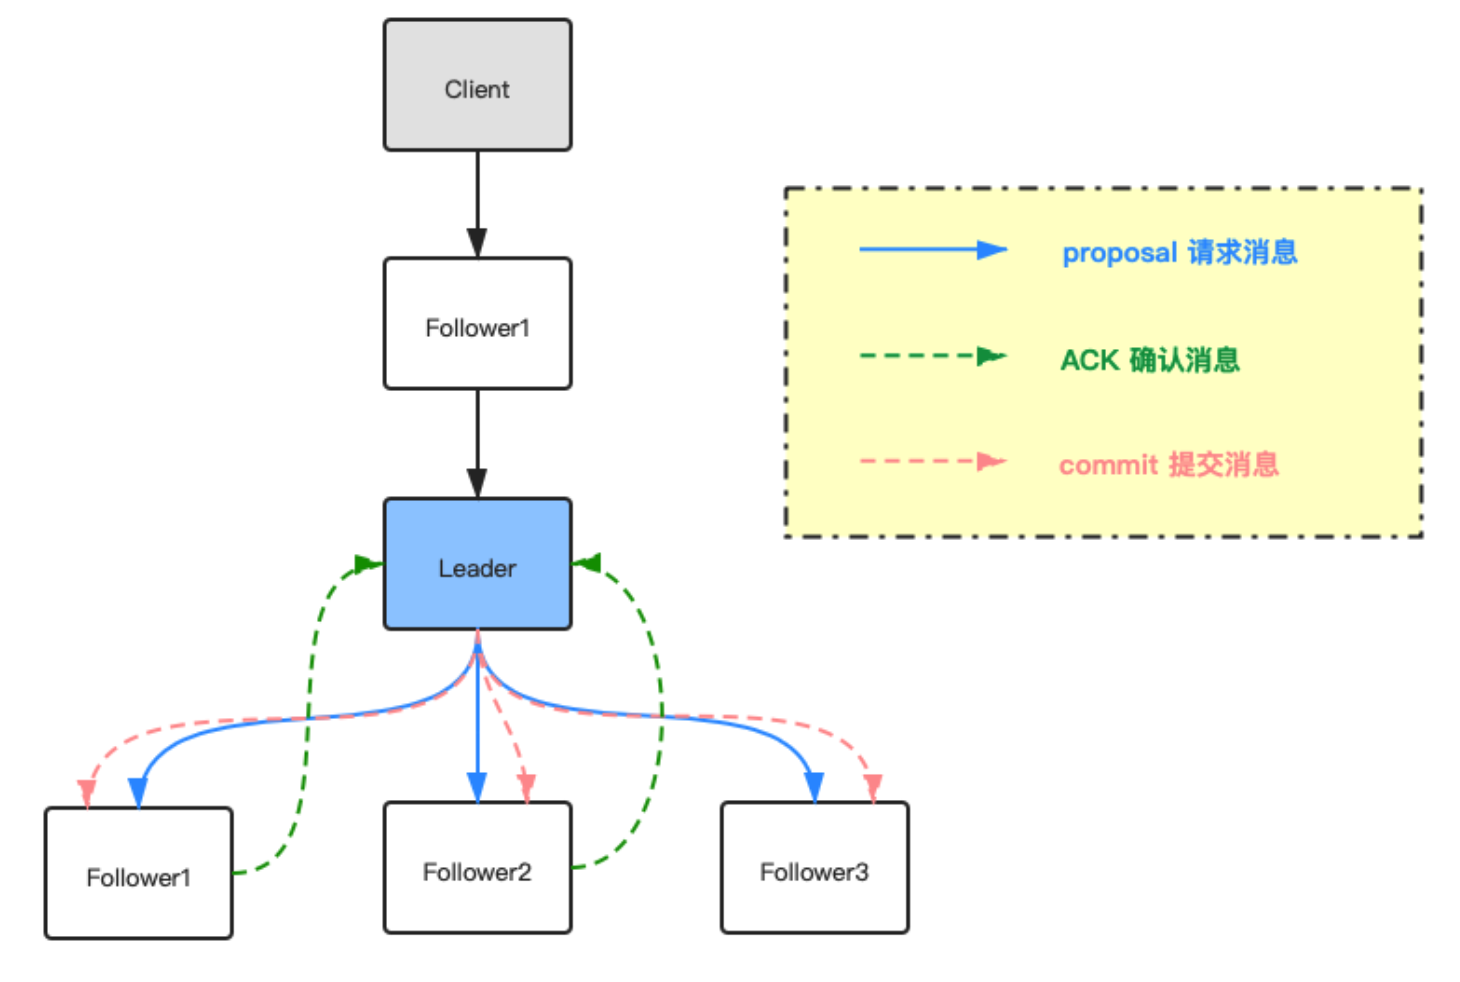 Client
Follower1
proposal 请求消息
ACK 确认消息
commit 提交消息
Leader
Follower1
Follower2
Follower3